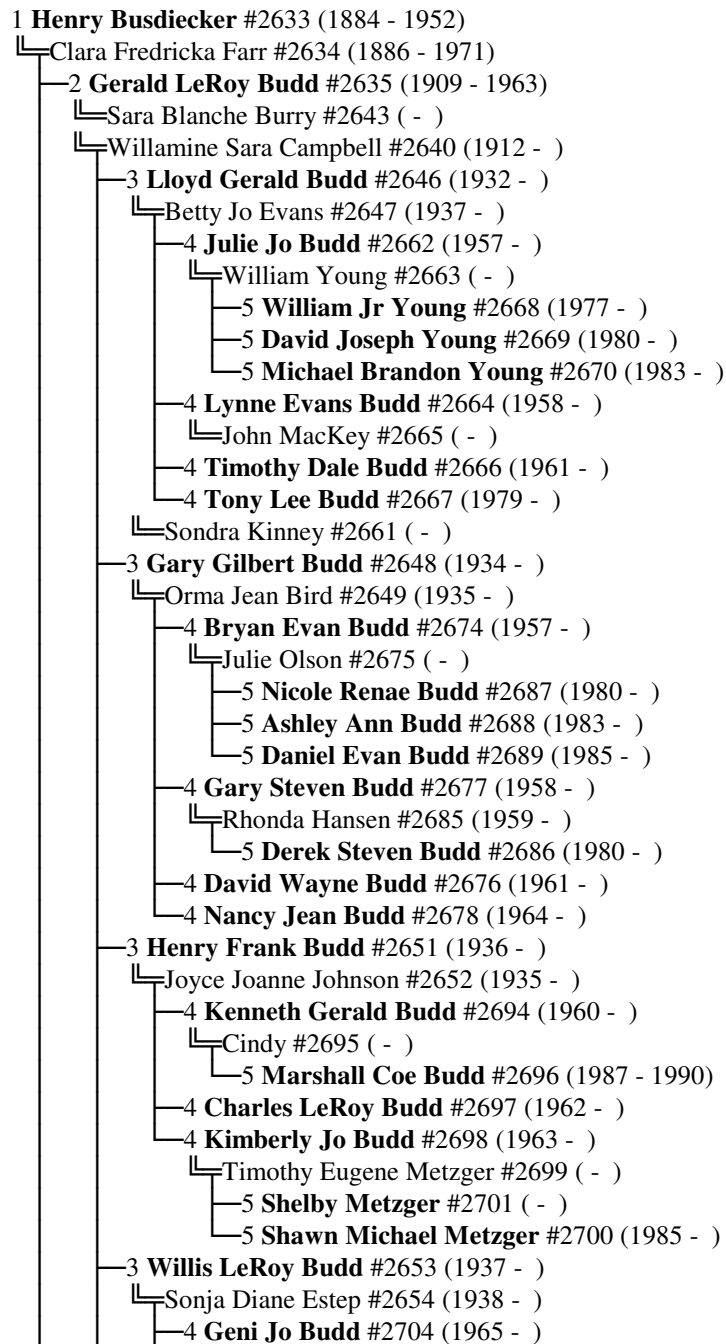 1 Henry Busdiecker #2633 (1884 - 1952)
Clara Fredricka Farr #2634 (1886 - 1971)
2 Gerald LeRoy Budd #2635 (1909 - 1963)
Sara Blanche Burry #2643 ( - )
Willamine Sara Campbell #2640 (1912 - )
3 Lloyd Gerald Budd #2646 (1932 - )
Betty Jo Evans #2647 (1937 - )
4 Julie Jo Budd #2662 (1957 - )
William Young #2663 ( - )
5 William Jr Young #2668 (1977 - )
5 David Joseph Young #2669 (1980 - )
5 Michael Brandon Young #2670 (1983 - )
4 Lynne Evans Budd #2664 (1958 - )
John MacKey #2665 ( - )
4 Timothy Dale Budd #2666 (1961 - )
4 Tony Lee Budd #2667 (1979 - )
Sondra Kinney #2661 ( - )
3 Gary Gilbert Budd #2648 (1934 - )
Orma Jean Bird #2649 (1935 - )
4 Bryan Evan Budd #2674 (1957 - )
Julie Olson #2675 ( - )
5 Nicole Renae Budd #2687 (1980 - )
5 Ashley Ann Budd #2688 (1983 - )
5 Daniel Evan Budd #2689 (1985 - )
4 Gary Steven Budd #2677 (1958 - )
Rhonda Hansen #2685 (1959 - )
5 Derek Steven Budd #2686 (1980 - )
4 David Wayne Budd #2676 (1961 - )
4 Nancy Jean Budd #2678 (1964 - )
3 Henry Frank Budd #2651 (1936 - )
Joyce Joanne Johnson #2652 (1935 - )
4 Kenneth Gerald Budd #2694 (1960 - )
Cindy #2695 ( - )
5 Marshall Coe Budd #2696 (1987 - 1990)
4 Charles LeRoy Budd #2697 (1962 - )
4 Kimberly Jo Budd #2698 (1963 - )
Timothy Eugene Metzger #2699 ( - )
5 Shelby Metzger #2701 ( - )
5 Shawn Michael Metzger #2700 (1985 - )
3 Willis LeRoy Budd #2653 (1937 - )
Sonja Diane Estep #2654 (1938 - )
4 Geni Jo Budd #2704 (1965 - )